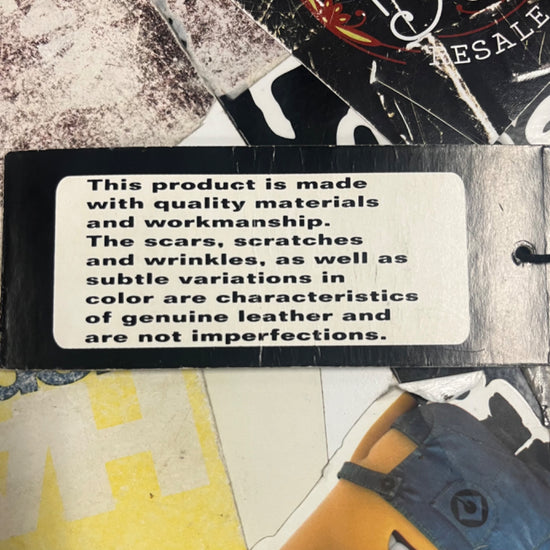 RESALE
This product is made
with quality materials
and workmanship.
The scars, scratches
and wrinkles, as well as
subtle variations in
color are characteristics
of genuine leather and
are not imperfections.